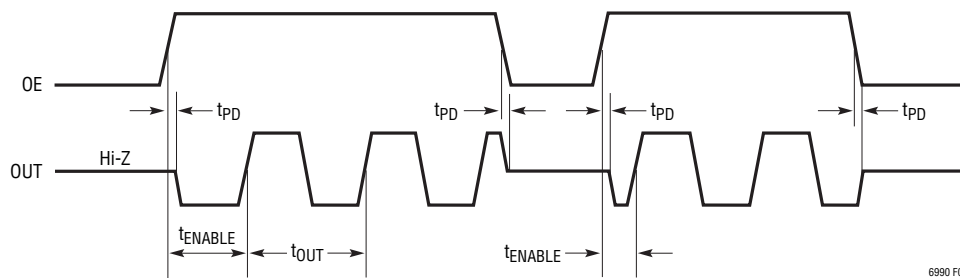 OE
tPD tPD tPD tPD
OUT Hi-Z
tENABLE tOUT tENABLE